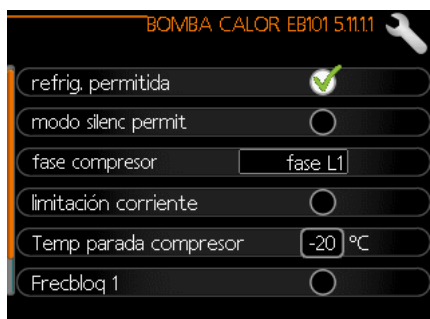 BOMBA CALOR EB101 5.11.1.1
refrig. permitida
modo silenc permit
fase compresor fase L1
limitación corriente
Temp parada compresor -20 °C
Frecbloq 1